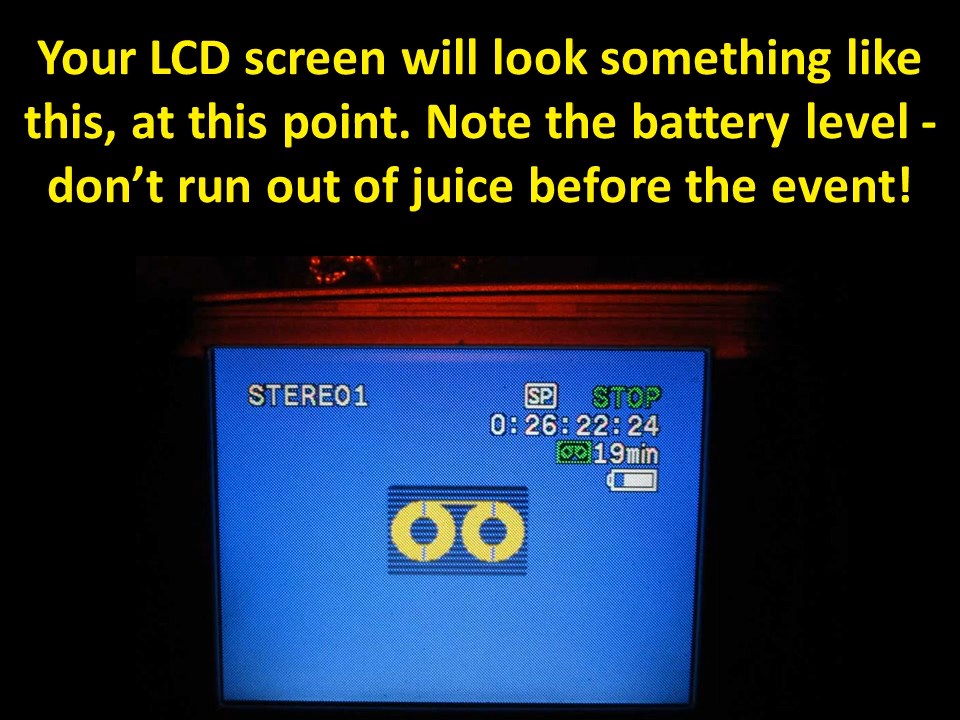 Your LCD screen will look something like
this, at this point. Note the battery level -
don’t run out of juice before the event!
STEREO1 SP STOP
0:26:22:24
19min